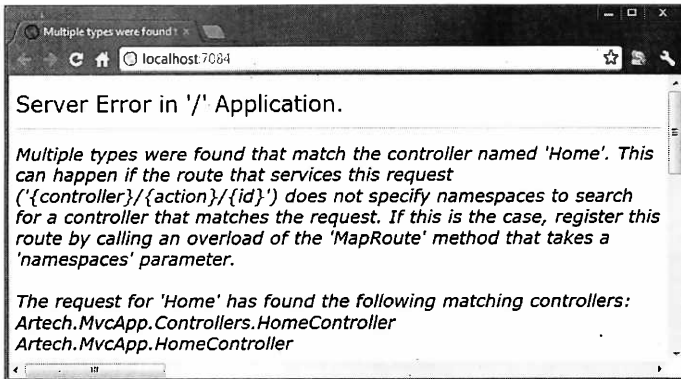 Multiple types were found t
localhost:7084
Server Error in '/' Application.
Multiple types were found that match the controller named 'Home'. This
can happen if the route that services this request
('{controller}/{action}/{id}') does not specify namespaces to search
for a controller that matches the request. If this is the case, register this
route by calling an overload of the 'MapRoute' method that takes a
'namespaces' parameter.
The request for 'Home' has found the following matching controllers:
Artech.MvcApp.Controllers.HomeController
Artech.MvcApp.HomeController